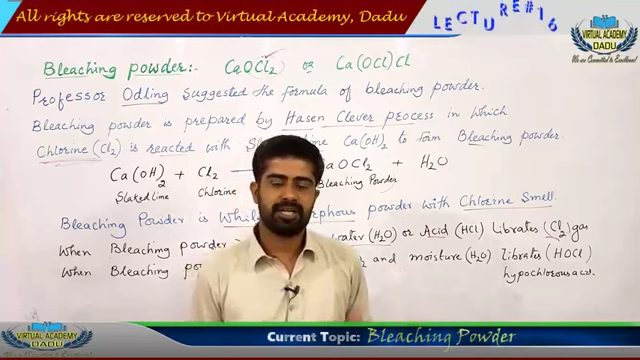 All rights are reserved to Virtual Academy, Dadu
LECTURE#16
VIRTUAL ACADEMY
DADU
We are Committed to Excellence!
Bleaching powder:- CaOCl2 or Ca(OCl)Cl
Professor Odling Suggested the formula of bleaching powder.
Bleaching powder is prepared by Hasen Clever process in which
Chlorine (Cl2) is reacted with Ca(OH)2 to form Bleaching powder.
Ca(OH)2 + Cl2 OCl2 + H2O
Slaked lime Chlorine Bleaching Powder
Bleaching Powder is powder with Chlorine Smell.
When Bleaching powder (H2O) or Acid (HCl) librates (Cl2) gas
When Bleaching and moisture (H2O) librates (HOCl)
hypochlorous acid
VIRTUAL ACADEMY
DADU
Current Topic: Bleaching Powder